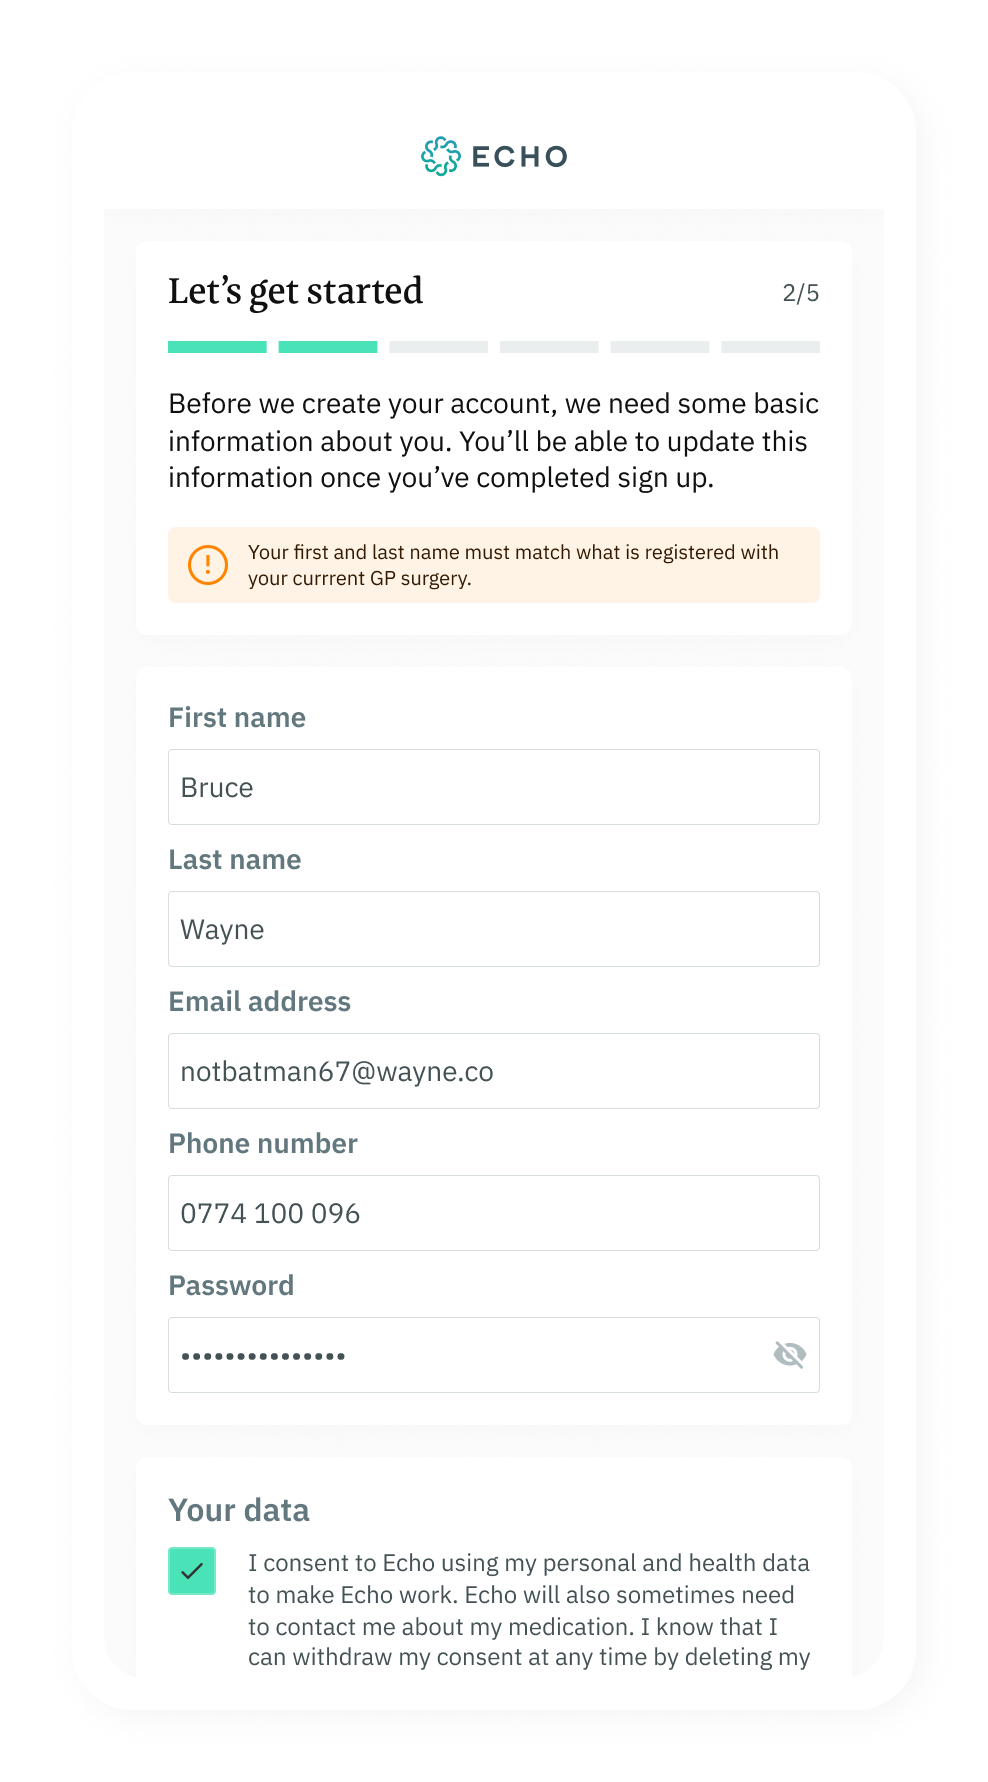 ECHO
Let’s get started
2/5
Before we create your account, we need some basic
information about you. You’ll be able to update this
information once you’ve completed sign up.
Your first and last name must match what is registered with
your currrent GP surgery.
First name
Bruce
Last name
Wayne
Email address
notbatman67@wayne.co
Phone number
0774 100 096
Password
•••••••••••••••
Your data
I consent to Echo using my personal and health data
to make Echo work. Echo will also sometimes need
to contact me about my medication. I know that I
can withdraw my consent at any time by deleting my